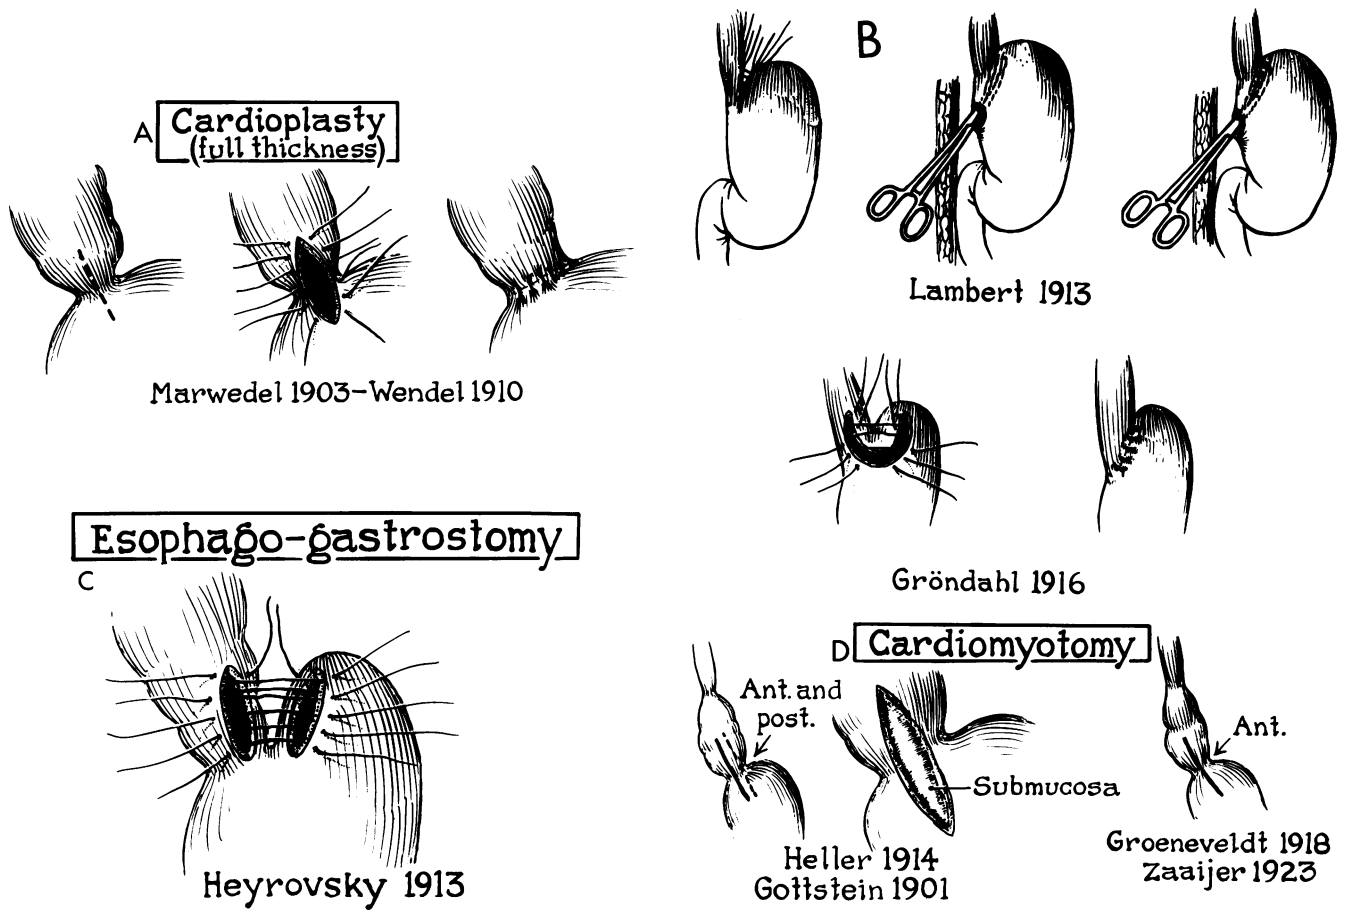 A
Cardioplasty
(full thickness)
Marwedel 1903-Wendel 1910
B
Lambert 1913
Gröndahl 1916
Esophago-gastrostomy
C
Heyrovsky 1913
D
Cardiomyotomy
Ant. and
post.
Submucosa
Heller 1914
Gottstein 1901
Ant.
Groeneveldt 1918
Zaaijer 1923